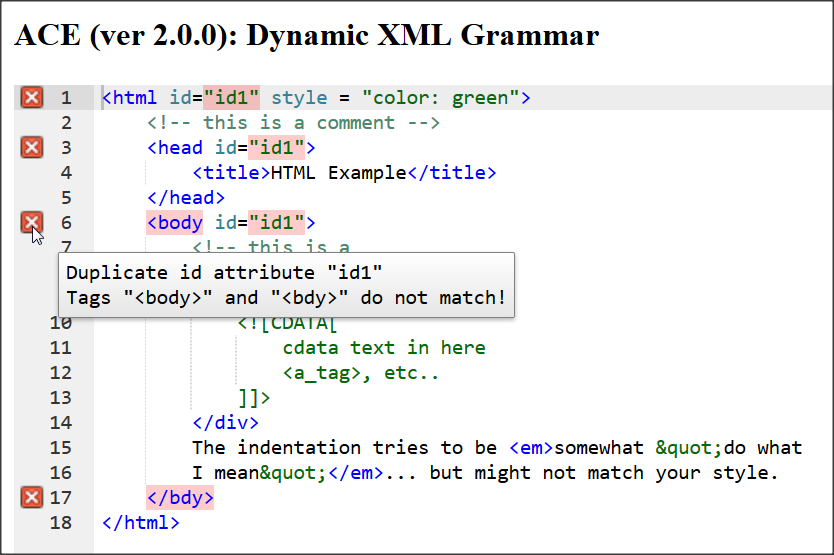 ACE (ver 2.0.0): Dynamic XML Grammar
1 <html id="id1" style = "color: green">
2 <!-- this is a comment -->
3 <head id="id1">
4 <title>HTML Example</title>
5 </head>
6 <body id="id1">
7 <!-- this is a
Duplicate id attribute "id1"
Tags "<body>" and "<bdy>" do not match!
10 <![CDATA[
11 cdata text in here
12 <a_tag>, etc..
13 ]]>
14 </div>
15 The indentation tries to be <em>somewhat &quot;do what
16 I mean&quot;</em>... but might not match your style.
17 </bdy>
18 </html>